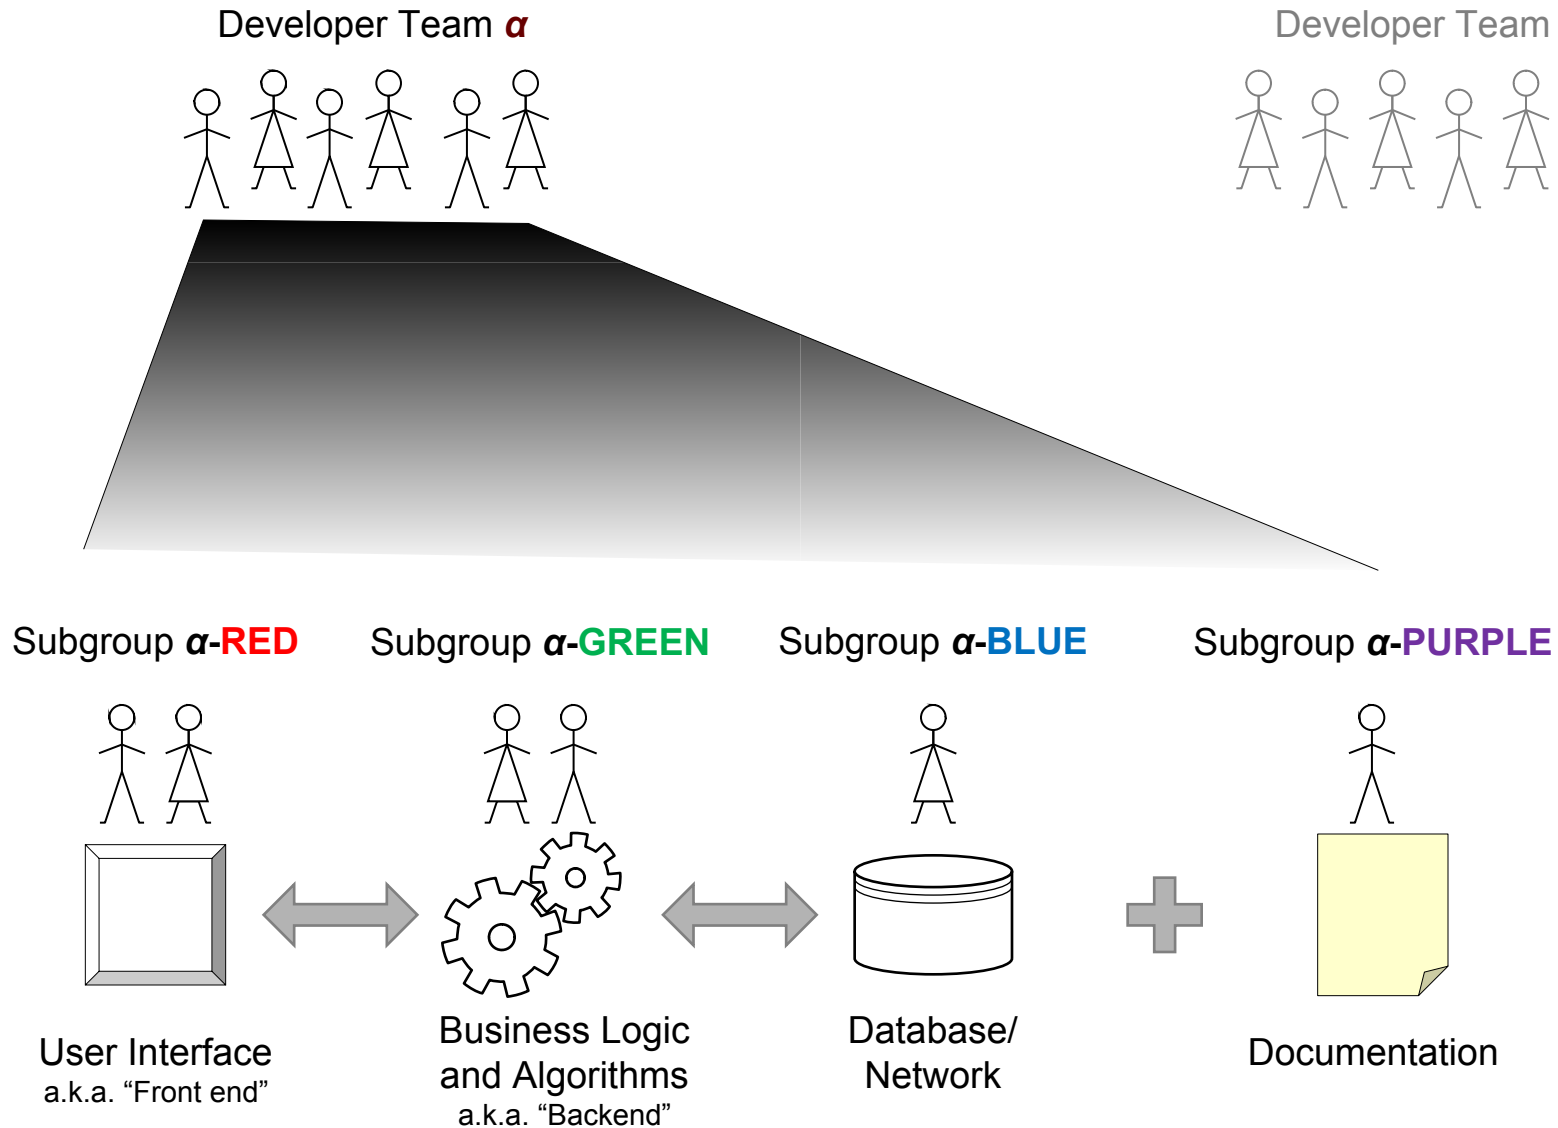 Developer Team α
Developer Team
Subgroup α-RED
Subgroup α-GREEN
Subgroup α-BLUE
Subgroup α-PURPLE
User Interface
a.k.a. “Front end”
Business Logic
and Algorithms
a.k.a. “Backend”
Database/
Network
Documentation